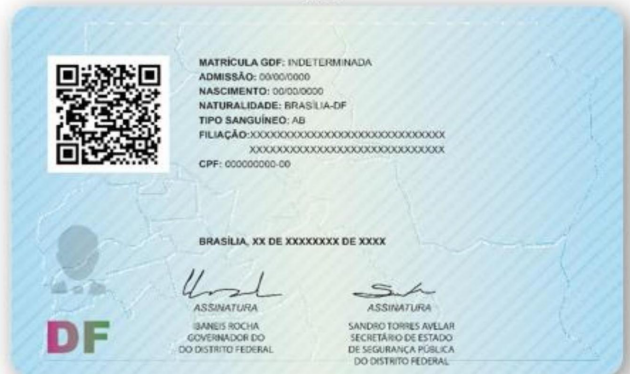 MATRÍCULA GDF: INDETERMINADA
ADMISSÃO: 00/00/0000
NASCIMENTO: 00/00/0000
NATURALIDADE: BRASÍLIA-DF
TIPO SANGUÍNEO: AB
FILIAÇÃO:XXXXXXXXXXXXXXXXXXXXXXXXXXXXX
XXXXXXXXXXXXXXXXXXXXXXXXXXXXX
CPF: 000000000-00
BRASÍLIA, XX DE XXXXXXXX DE XXXX
ASSINATURA
IBANEIS ROCHA
GOVERNADOR DO
DO DISTRITO FEDERAL
ASSINATURA
SANDRO TORRES AVELAR
SECRETÁRIO DE ESTADO
DE SEGURANÇA PÚBLICA
DO DISTRITO FEDERAL
DF